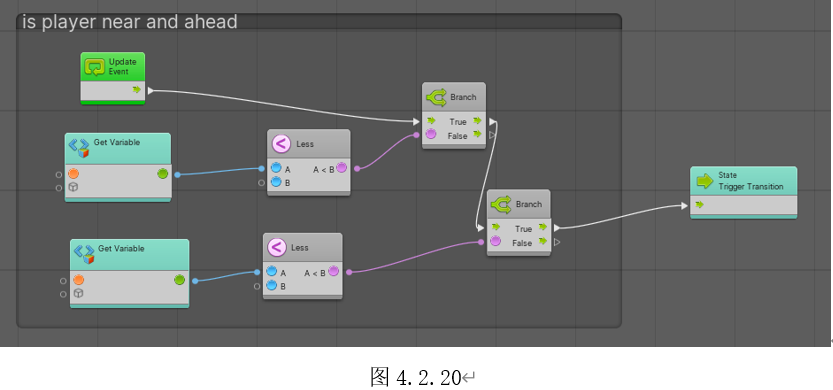 is player near and ahead
Update
Event
Branch
True
False
Get Variable
Less
A
A < B
B
State
Trigger Transition
Branch
True
False
Get Variable
Less
A
A < B
B
图 4.2.20